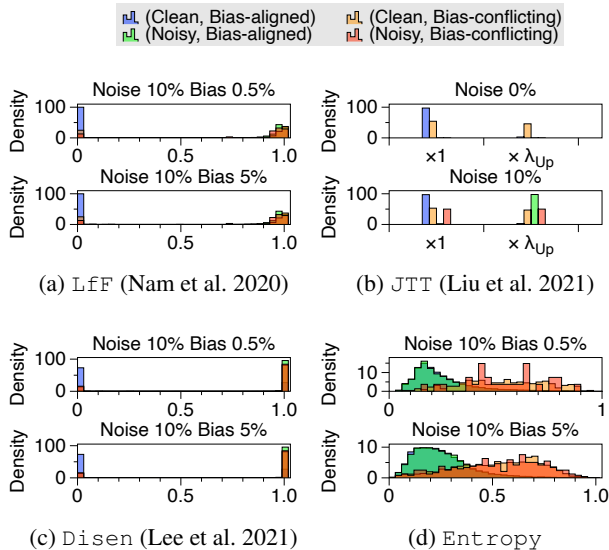 (Clean, Bias-aligned) (Clean, Bias-conflicting)
(Noisy, Bias-aligned) (Noisy, Bias-conflicting)
Noise 10% Bias 0.5%
Density
100
0
0 0.5 1.0
Noise 10% Bias 5%
Density
100
0
0 0.5 1.0
(a) LfF (Nam et al. 2020)
Noise 0%
Density
100
0
×1 × λUp
Noise 10%
Density
50
0
×1 × λUp
(b) JTT (Liu et al. 2021)
Noise 10% Bias 0.5%
Density
100
0
0 0.5 1.0
Noise 10% Bias 5%
Density
100
0
0 0.5 1.0
(c) Disen (Lee et al. 2021)
Noise 10% Bias 0.5%
Density
10
0
0 1
Noise 10% Bias 5%
Density
10
0
0 0.5 1.0
(d) Entropy